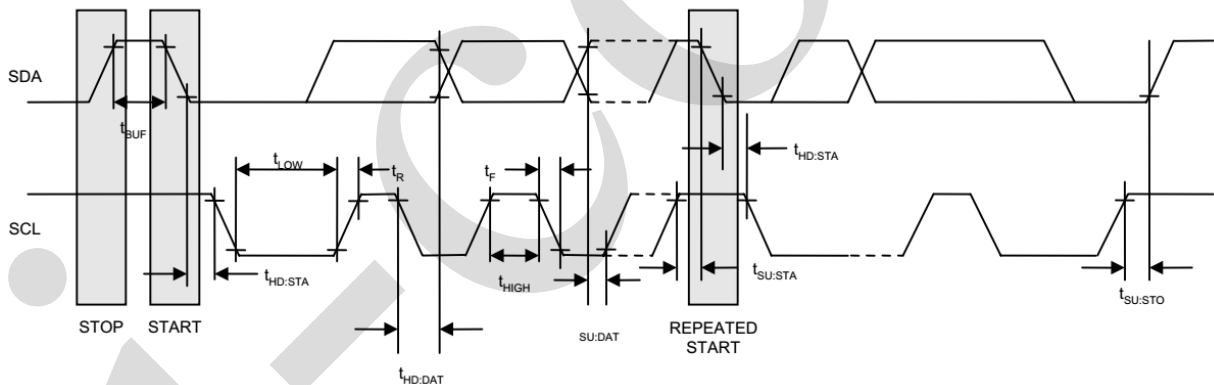 SDA
tBUF
tLOW
tR
tF
tHD:STA
SCL
tHD:STA
tHIGH
tSU:STA
tSU:STO
SU:DAT
STOP
START
REPEATED
START
tHD:DAT